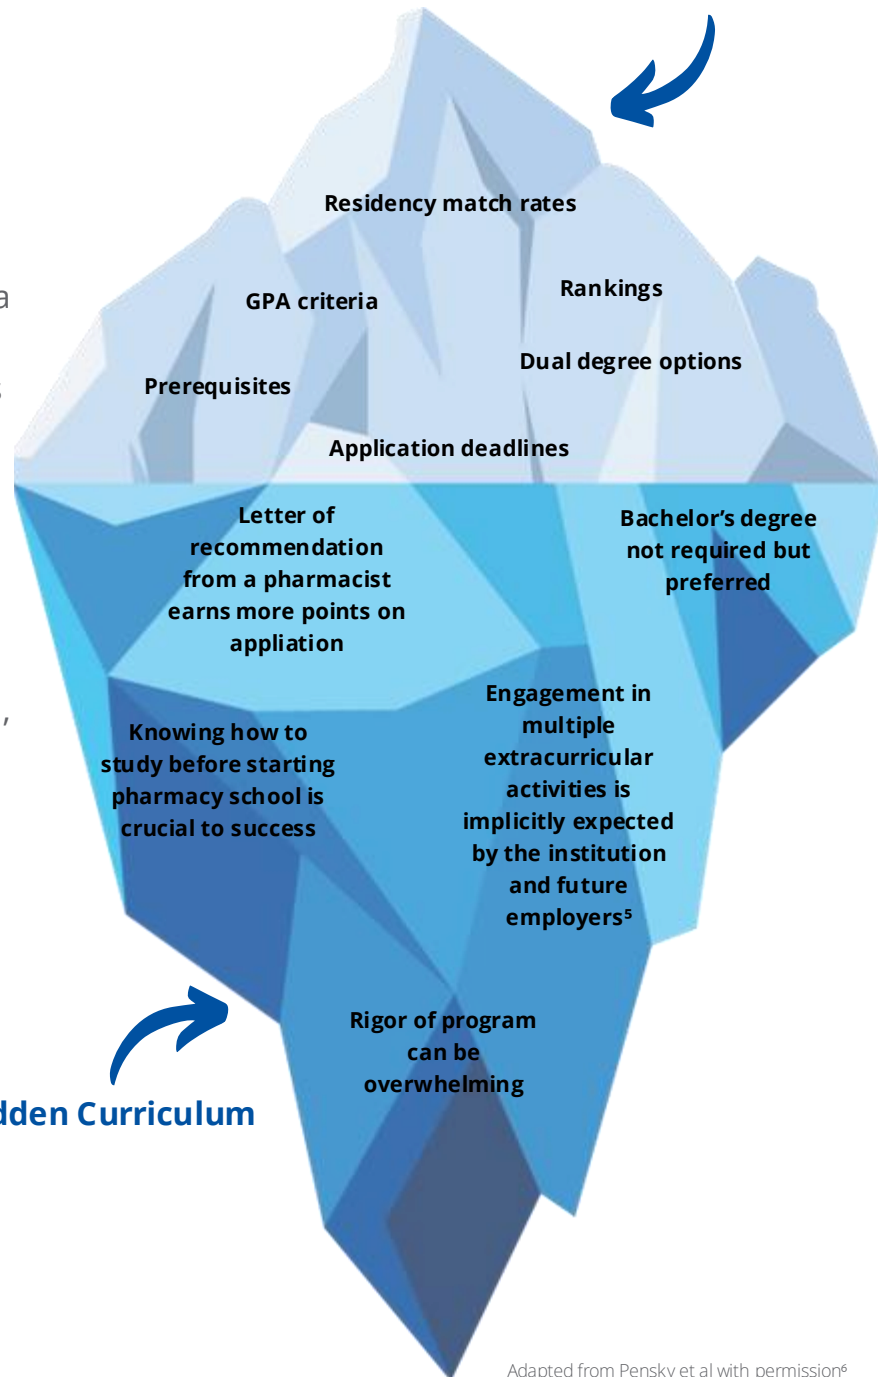 Residency match rates
Rankings
a
GPA criteria
Dual degree options
Prerequisites
s
Application deadlines
Letter of
recommendation
from a pharmacist
earns more points on
appliation
Bachelor’s degree
not required but
preferred
Engagement in
multiple
extracurricular
activities is
implicitly expected
by the institution
and future
employers⁵
,
Knowing how to
study before starting
pharmacy school is
crucial to success
Rigor of program
can be
overwhelming
dden Curriculum
Adapted from Pensky et al with permission⁶